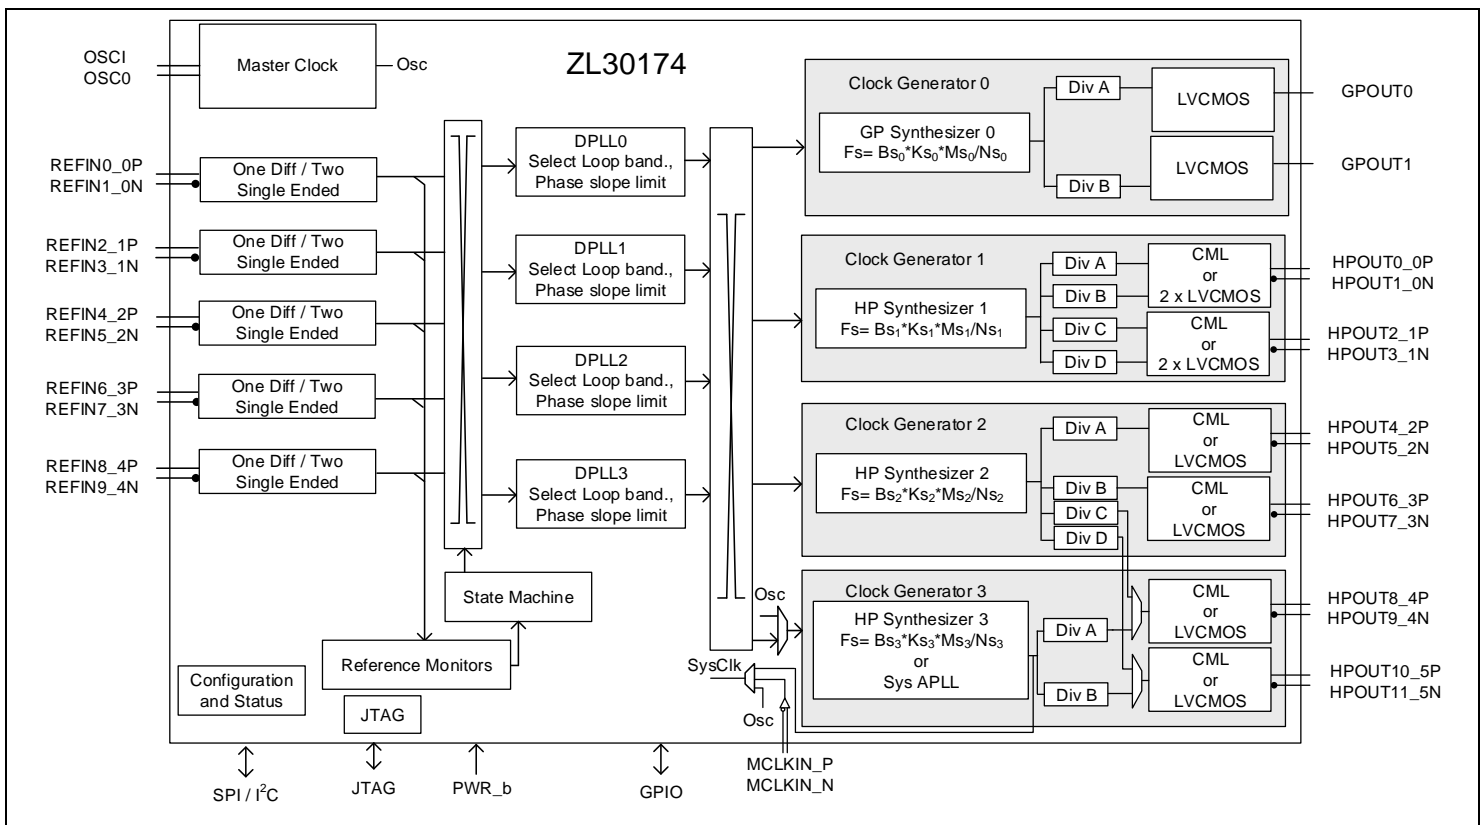 ZL30174
OSCI
OSC0
Master Clock
Osc
REFIN0_0P
REFIN1_0N
One Diff / Two
Single Ended
REFIN2_1P
REFIN3_1N
One Diff / Two
Single Ended
REFIN4_2P
REFIN5_2N
One Diff / Two
Single Ended
REFIN6_3P
REFIN7_3N
One Diff / Two
Single Ended
REFIN8_4P
REFIN9_4N
One Diff / Two
Single Ended
DPLL0
Select Loop band.,
Phase slope limit
DPLL1
Select Loop band.,
Phase slope limit
DPLL2
Select Loop band.,
Phase slope limit
DPLL3
Select Loop band.,
Phase slope limit
State Machine
Reference Monitors
Configuration
and Status
JTAG
Clock Generator 0
GP Synthesizer 0
Fs= Bs0*Ks0*Ms0/Ns0
Div A
Div B
LVCMOS
LVCMOS
GPOUT0
GPOUT1
Clock Generator 1
HP Synthesizer 1
Fs= Bs1*Ks1*Ms1/Ns1
Div A
Div B
Div C
Div D
CML
or
2 x LVCMOS
CML
or
2 x LVCMOS
HPOUT0_0P
HPOUT1_0N
HPOUT2_1P
HPOUT3_1N
Clock Generator 2
HP Synthesizer 2
Fs= Bs2*Ks2*Ms2/Ns2
Div A
Div B
Div C
Div D
CML
or
LVCMOS
CML
or
LVCMOS
HPOUT4_2P
HPOUT5_2N
HPOUT6_3P
HPOUT7_3N
Osc
Clock Generator 3
HP Synthesizer 3
Fs= Bs3*Ks3*Ms3/Ns3
or
Sys APLL
Div A
Div B
CML
or
LVCMOS
CML
or
LVCMOS
HPOUT8_4P
HPOUT9_4N
HPOUT10_5P
HPOUT11_5N
SysClk
Osc
SPI / I2C
JTAG
PWR_b
GPIO
MCLKIN_P
MCLKIN_N